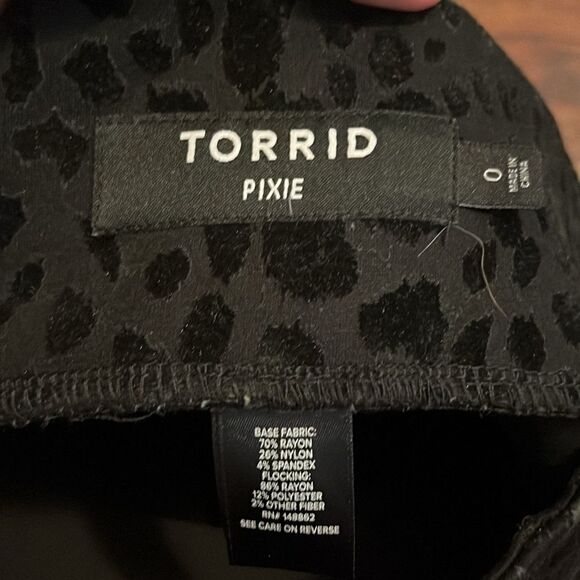 TORRID
PIXIE
0
MADE IN
CHINA
BASE FABRIC:
70% RAYON
26% NYLON
4% SPANDEX
FLOCKING:
86% RAYON
12% POLYESTER
2% OTHER FIBER
RN# 148862
SEE CARE ON REVERSE